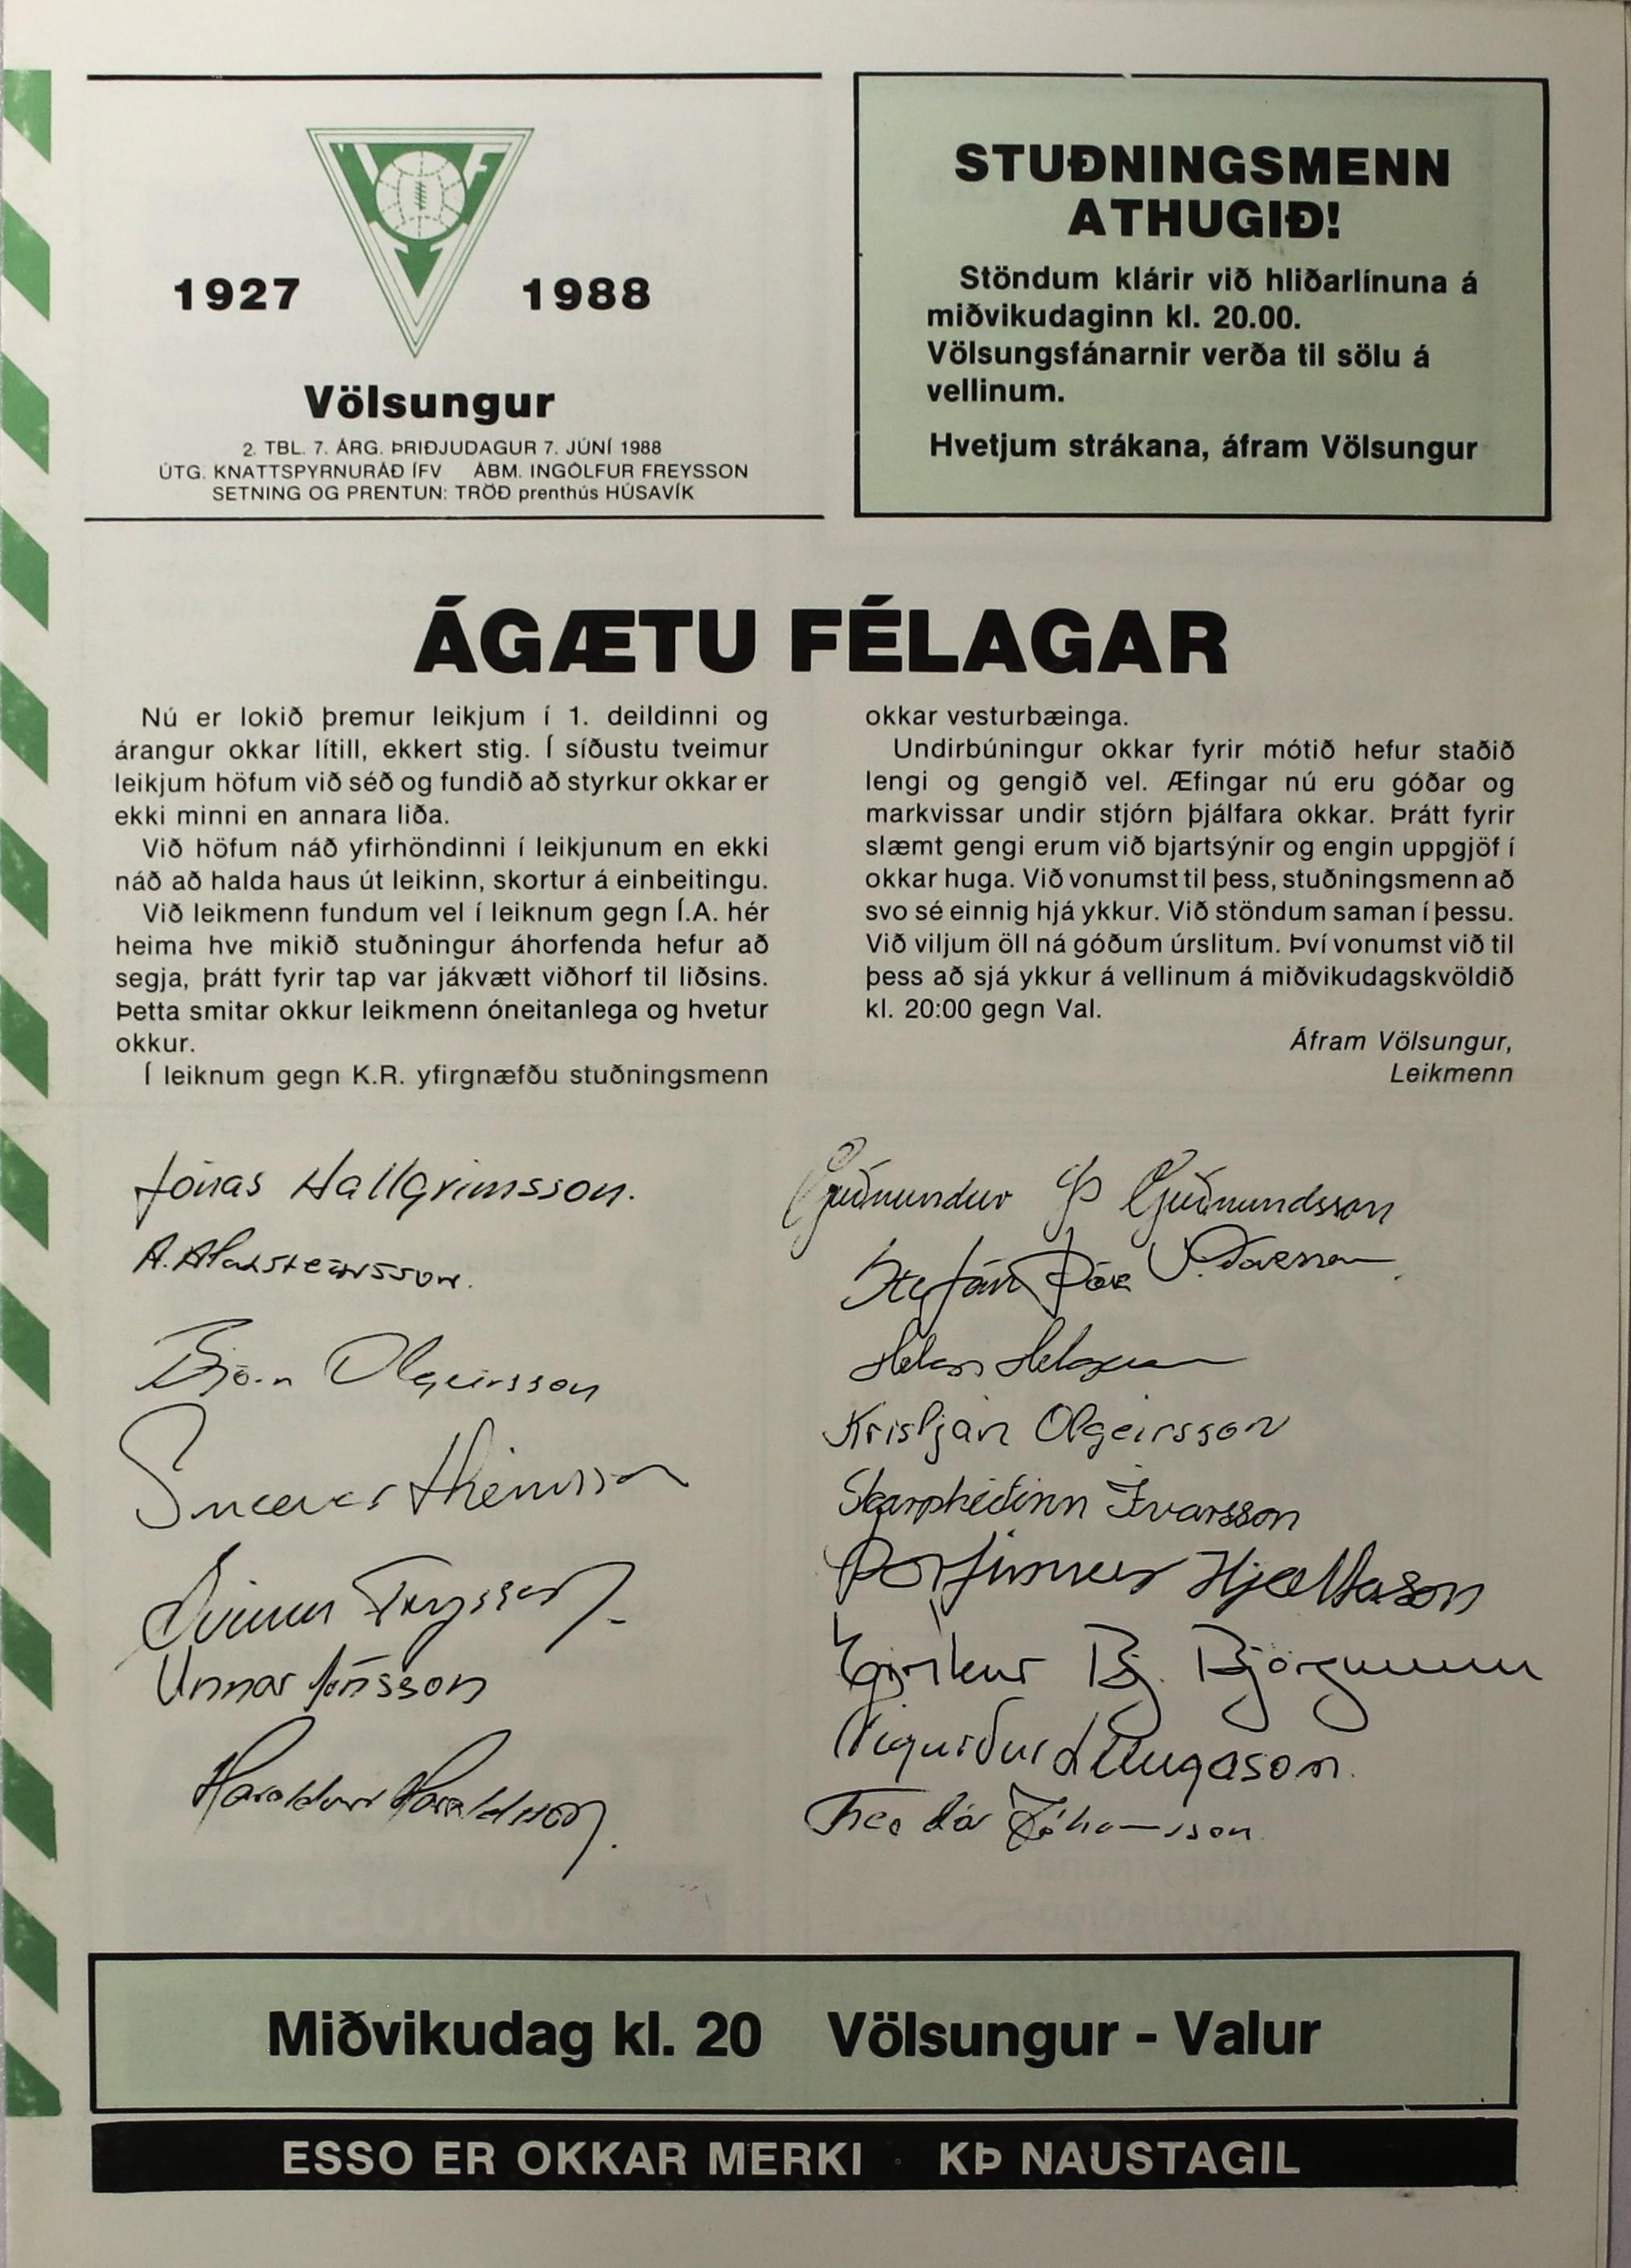 1927 1988
Völsungur
2. TBL. 7. ÁRG. ÞRIÐJUDAGUR 7. JÚNÍ 1988
ÚTG. KNATTSPYRNURÁÐ ÍFV ÁBM. INGÓLFUR FREYSSON
SETNING OG PRENTUN: TRÖÐ prenthús HÚSAVÍK
STUÐNINGSMENN
ATHUGIÐ!
Stöndum klárir við hliðarlínuna á
miðvikudaginn kl. 20.00.
Völsungsfánarnir verða til sölu á
vellinum.
Hvetjum strákana, áfram Völsungur
ÁGÆTU FÉLAGAR
Nú er lokið þremur leikjum í 1. deildinni og
árangur okkar lítill, ekkert stig. Í síðustu tveimur
leikjum höfum við séð og fundið að styrkur okkar er
ekki minni en annara liða.
Við höfum náð yfirhöndinni í leikjunum en ekki
náð að halda haus út leikinn, skortur á einbeitingu.
Við leikmenn fundum vel í leiknum gegn Í.A. hér
heima hve mikið stuðningur áhorfenda hefur að
segja, þrátt fyrir tap var jákvætt viðhorf til liðsins.
Þetta smitar okkur leikmenn óneitanlega og hvetur
okkur.
Í leiknum gegn K.R. yfirgnæfðu stuðningsmenn
okkar vesturbæinga.
Undirbúningur okkar fyrir mótið hefur staðið
lengi og gengið vel. Æfingar nú eru góðar og
markvissar undir stjórn þjálfara okkar. Þrátt fyrir
slæmt gengi erum við bjartsýnir og engin uppgjöf í
okkar huga. Við vonumst til þess, stuðningsmenn að
svo sé einnig hjá ykkur. Við stöndum saman í þessu.
Við viljum öll ná góðum úrslitum. Því vonumst við til
þess að sjá ykkur á vellinum á miðvikudagskvöldið
kl. 20:00 gegn Val.
Áfram Völsungur,
Leikmenn
Jónas Hallgrímsson.
Björn Olgeirsson
Unnar Jónsson
Haraldur Haraldsson
Guðmundur Þ Guðmundsson
Stefán
Helgi Helgason
Kristján Olgeirsson
Skarphéðinn Ívarsson
Þorfinnur Hjaltason
Eiríkur Bj. Björgvinsson
Sigurður Illugason.
Theodór Jóhannsson
Miðvikudag kl. 20 Völsungur - Valur
ESSO ER OKKAR MERKI · KÞ NAUSTAGIL